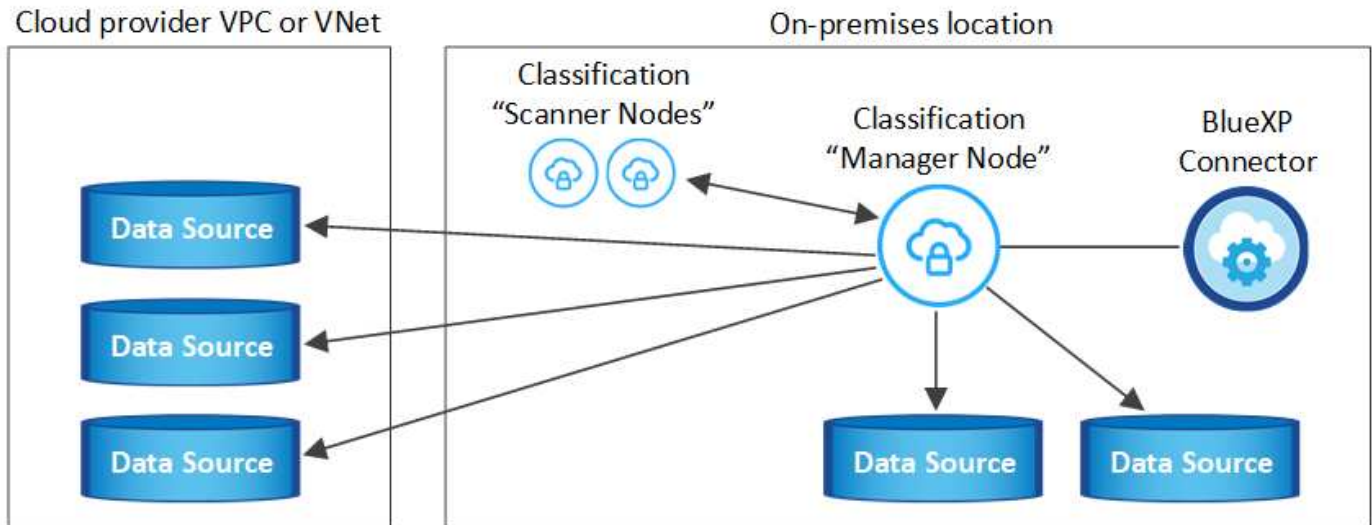 Cloud provider VPC or VNet
On-premises location
Classification
“Scanner Nodes”
Classification
“Manager Node”
BlueXP
Connector
Data Source
Data Source
Data Source
Data Source
Data Source